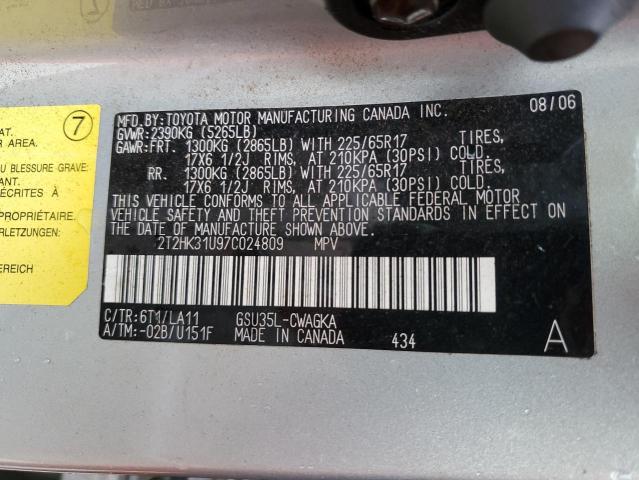 7
AT.
R AREA.
U BLESSURE GRAVE
ANT.
ÉCRITES À
PROPRIÉTAIRE.
RLETZUNGEN:
EREICH
MFD.BY:TOYOTA MOTOR MANUFACTURING CANADA INC. 08/06
GVWR:2390KG (5265LB)
GAWR:FRT. 1300KG (2865LB) WITH 225/65R17 TIRES,
17X6 1/2J RIMS, AT 210KPA (30PSI) COLD.
RR. 1300KG (2865LB) WITH 225/65R17 TIRES,
17X6 1/2J RIMS, AT 210KPA (30PSI) COLD.
THIS VEHICLE CONFORMS TO ALL APPLICABLE FEDERAL MOTOR
VEHICLE SAFETY AND THEFT PREVENTION STANDARDS IN EFFECT ON
THE DATE OF MANUFACTURE SHOWN ABOVE.
2T2HK31U97C024809 MPV
C/TR:6T1/LA11 GSU35L-CWAGKA
A/TM:-02B/U151F MADE IN CANADA 434 A